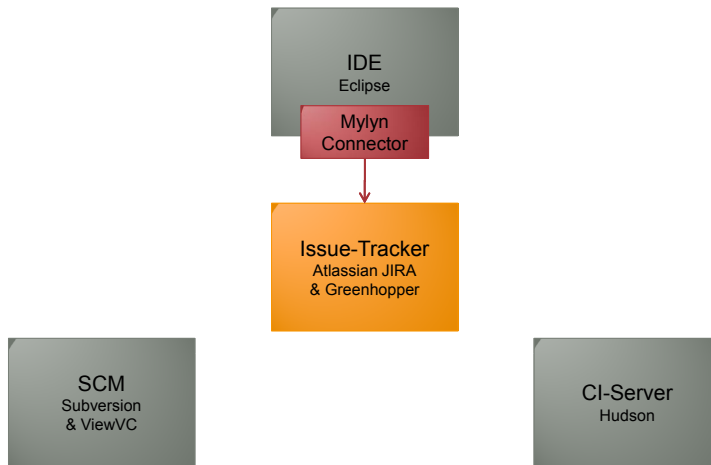 IDE
Eclipse
Mylyn
Connector
Issue-Tracker
Atlassian JIRA
& Greenhopper
SCM
Subversion
& ViewVC
CI-Server
Hudson